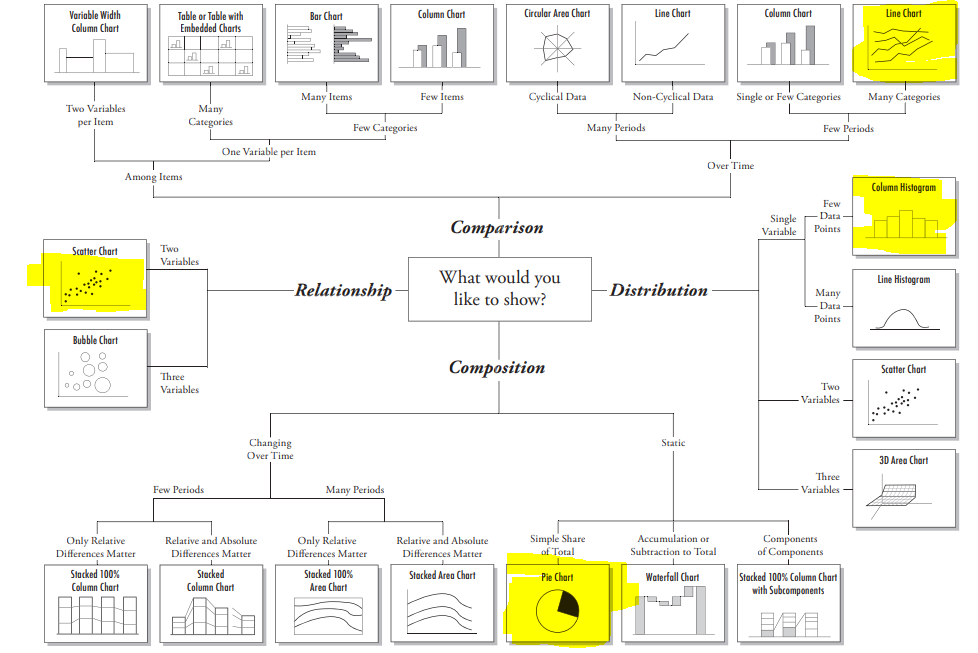 Variable Width
Column Chart
Table or Table with
Embedded Charts
Bar Chart
Column Chart
Circular Area Chart
Line Chart
Column Chart
Line Chart
Two Variables
per Item
Many
Categories
Many Items
Few Items
Cyclical Data
Non-Cyclical Data
Single or Few Categories
Many Categories
Few Categories
Many Periods
Few Periods
One Variable per Item
Over Time
Among Items
Comparison
What would you
like to show?
Relationship
Two
Variables
Scatter Chart
Three
Variables
Bubble Chart
Distribution
Single
Variable
Few
Data
Points
Column Histogram
Many
Data
Points
Line Histogram
Two
Variables
Scatter Chart
Three
Variables
3D Area Chart
Composition
Changing
Over Time
Static
Few Periods
Many Periods
Only Relative
Differences Matter
Relative and Absolute
Differences Matter
Only Relative
Differences Matter
Relative and Absolute
Differences Matter
Simple Share
of Total
Accumulation or
Subtraction to Total
Components
of Components
Stacked 100%
Column Chart
Stacked
Column Chart
Stacked 100%
Area Chart
Stacked Area Chart
Pie Chart
Waterfall Chart
Stacked 100% Column Chart
with Subcomponents